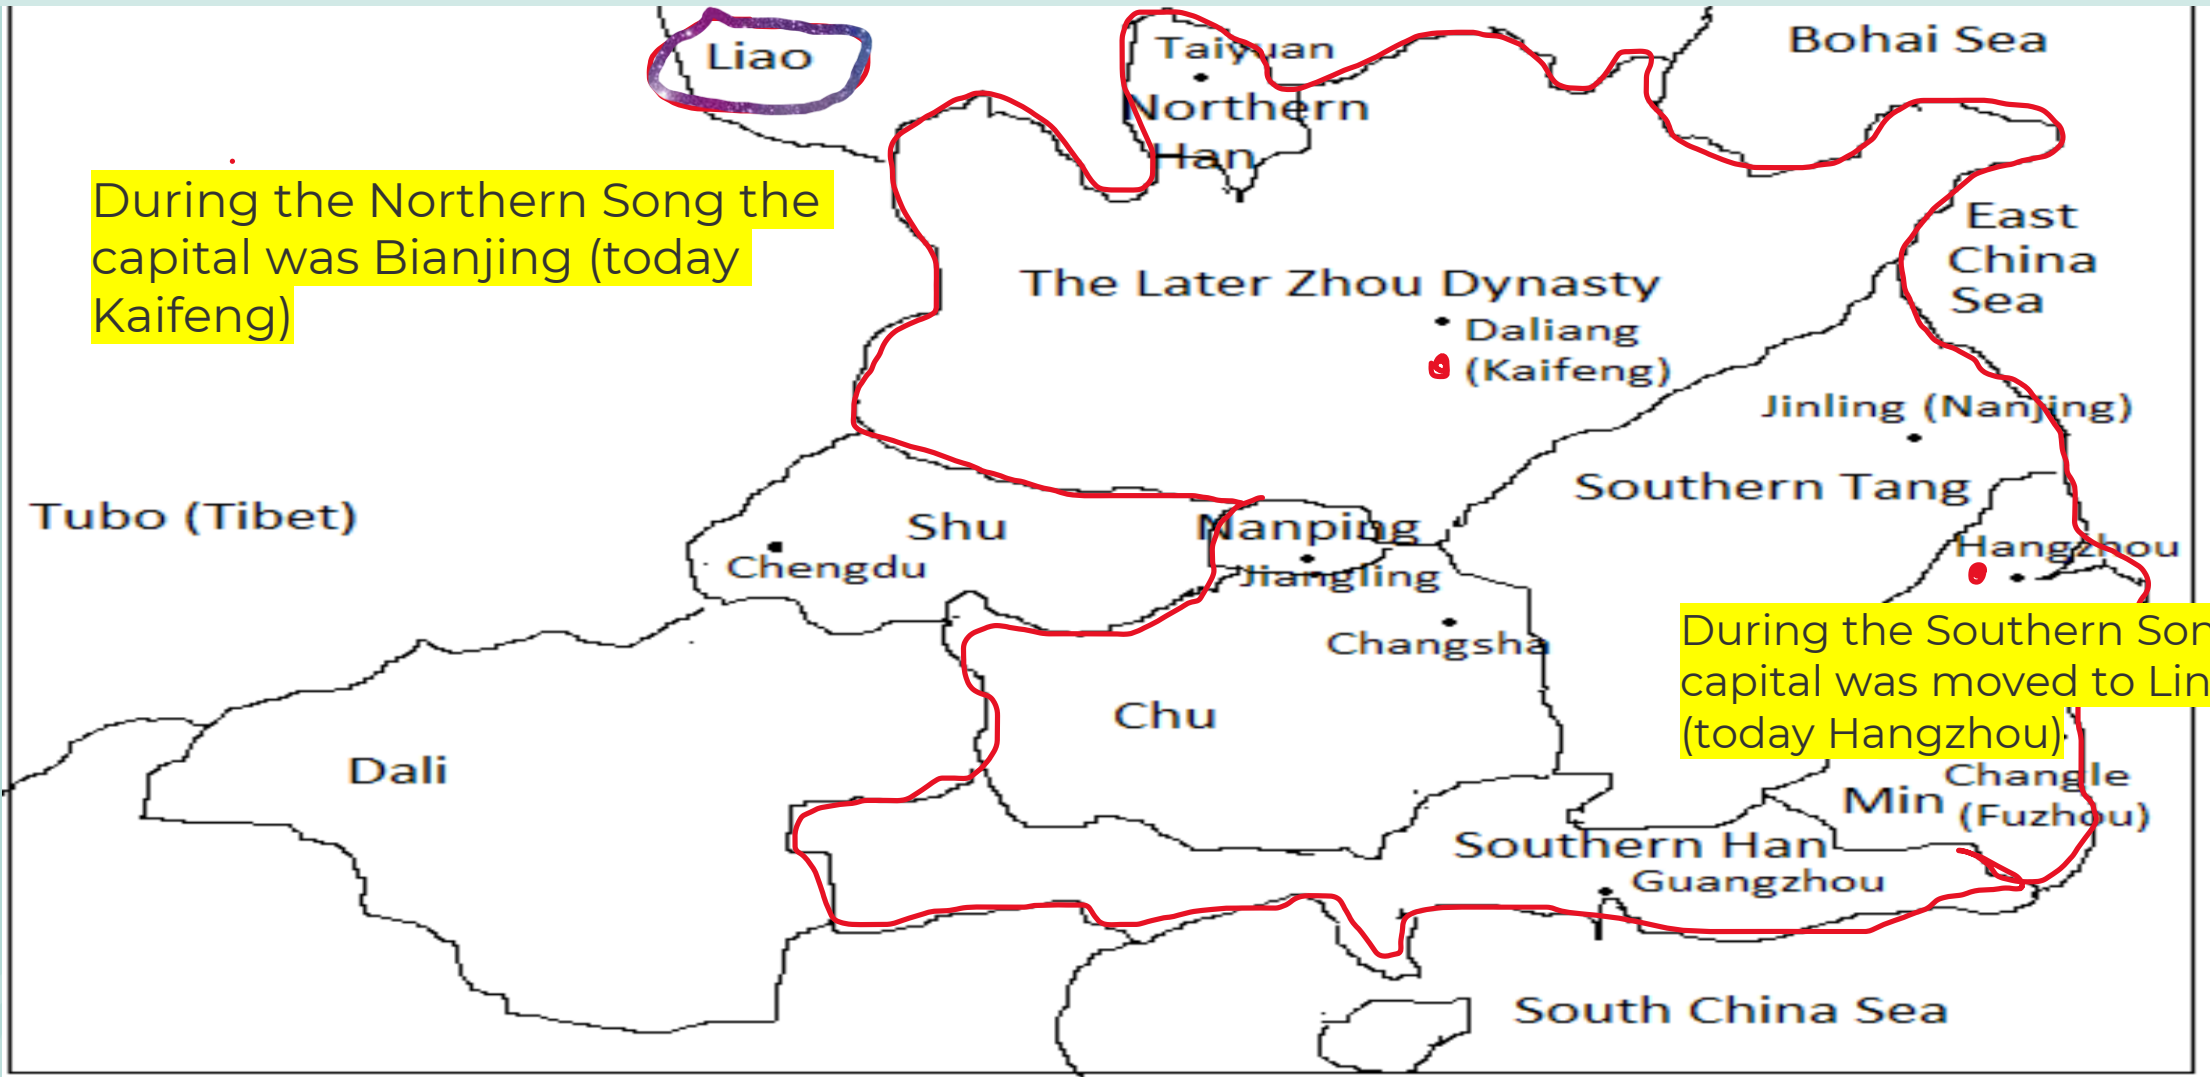 Liao
Taiyuan
Bohai Sea
Northern
Han
During the Northern Song the
capital was Bianjing (today
Kaifeng)
East
China
Sea
The Later Zhou Dynasty
Daliang
(Kaifeng)
Jinling (Nanjing)
Southern Tang
Tubo (Tibet)
Shu
Nanping
Chengdu
Jiangling
Hangzhou
Changsha
During the Southern Son
capital was moved to Lin
(today Hangzhou)
Chu
Dali
Changle
Min
(Fuzhou)
Southern Han
Guangzhou
South China Sea